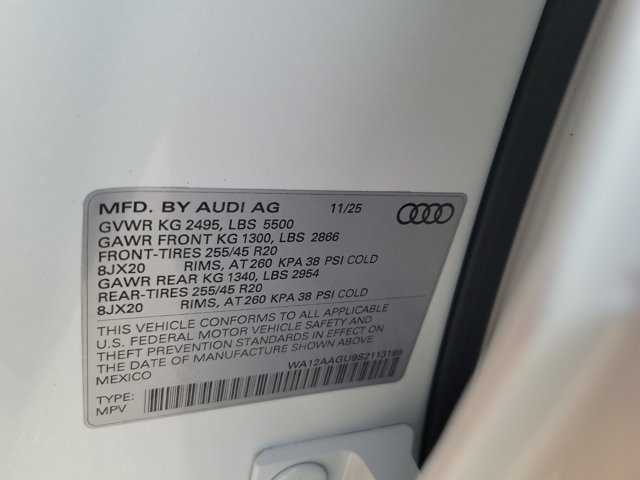 MFD. BY AUDI AG 11/25
GVWR KG 2495, LBS 5500
GAWR FRONT KG 1300, LBS 2866
FRONT-TIRES 255/45 R20
8JX20 RIMS, AT 260 KPA 38 PSI COLD
GAWR REAR KG 1340, LBS 2954
REAR-TIRES 255/45 R20
8JX20 RIMS, AT 260 KPA 38 PSI COLD
THIS VEHICLE CONFORMS TO ALL APPLICABLE
U.S. FEDERAL MOTOR VEHICLE SAFETY AND
THEFT PREVENTION STANDARDS IN EFFECT ON
THE DATE OF MANUFACTURE SHOWN ABOVE.
MEXICO
WA12AAGU9S2113189
TYPE:
MPV